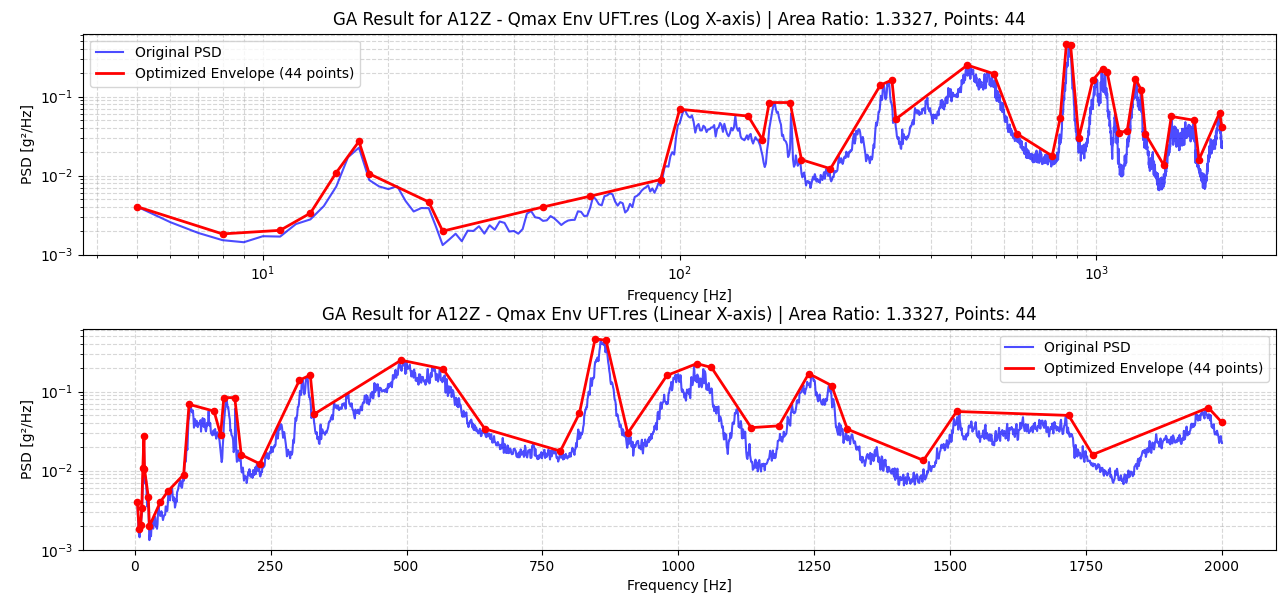 GA Result for A12Z - Qmax Env UFT.res (Log X-axis) | Area Ratio: 1.3327, Points: 44
Original PSD
Optimized Envelope (44 points)
PSD [g²/Hz]
10⁻¹
10⁻²
10⁻³
10¹ 10² 10³
Frequency [Hz]
GA Result for A12Z - Qmax Env UFT.res (Linear X-axis) | Area Ratio: 1.3327, Points: 44
Original PSD
Optimized Envelope (44 points)
PSD [g²/Hz]
10⁻¹
10⁻²
10⁻³
0 250 500 750 1000 1250 1500 1750 2000
Frequency [Hz]